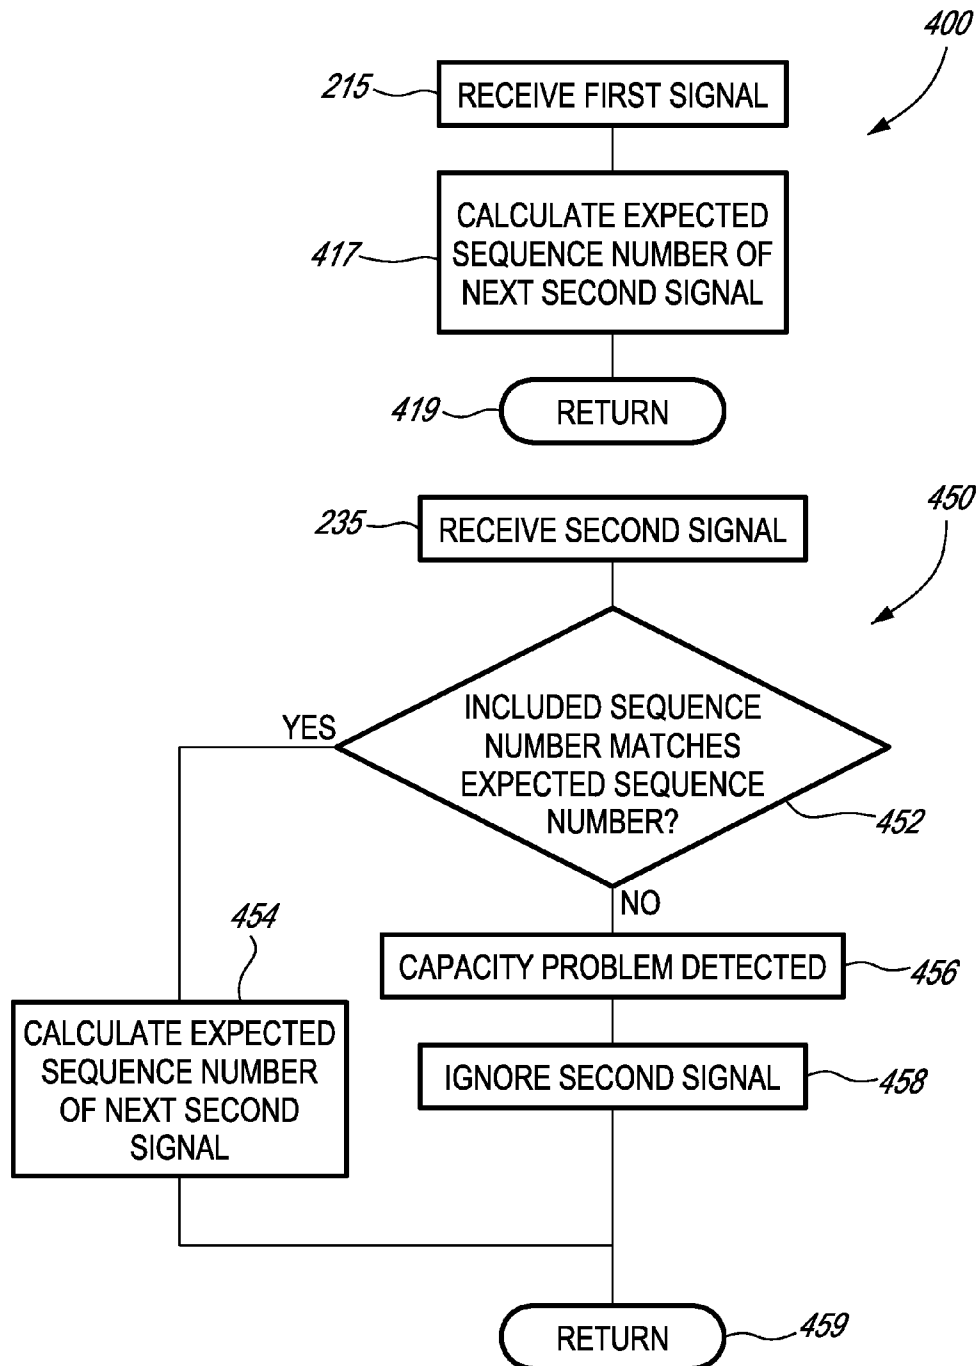 400
215
RECEIVE FIRST SIGNAL
417
CALCULATE EXPECTED
SEQUENCE NUMBER OF
NEXT SECOND SIGNAL
419
RETURN
450
235
RECEIVE SECOND SIGNAL
YES
INCLUDED SEQUENCE
NUMBER MATCHES
EXPECTED SEQUENCE
NUMBER?
452
NO
454
CAPACITY PROBLEM DETECTED
456
CALCULATE EXPECTED
SEQUENCE NUMBER
OF NEXT SECOND
SIGNAL
IGNORE SECOND SIGNAL
458
RETURN
459